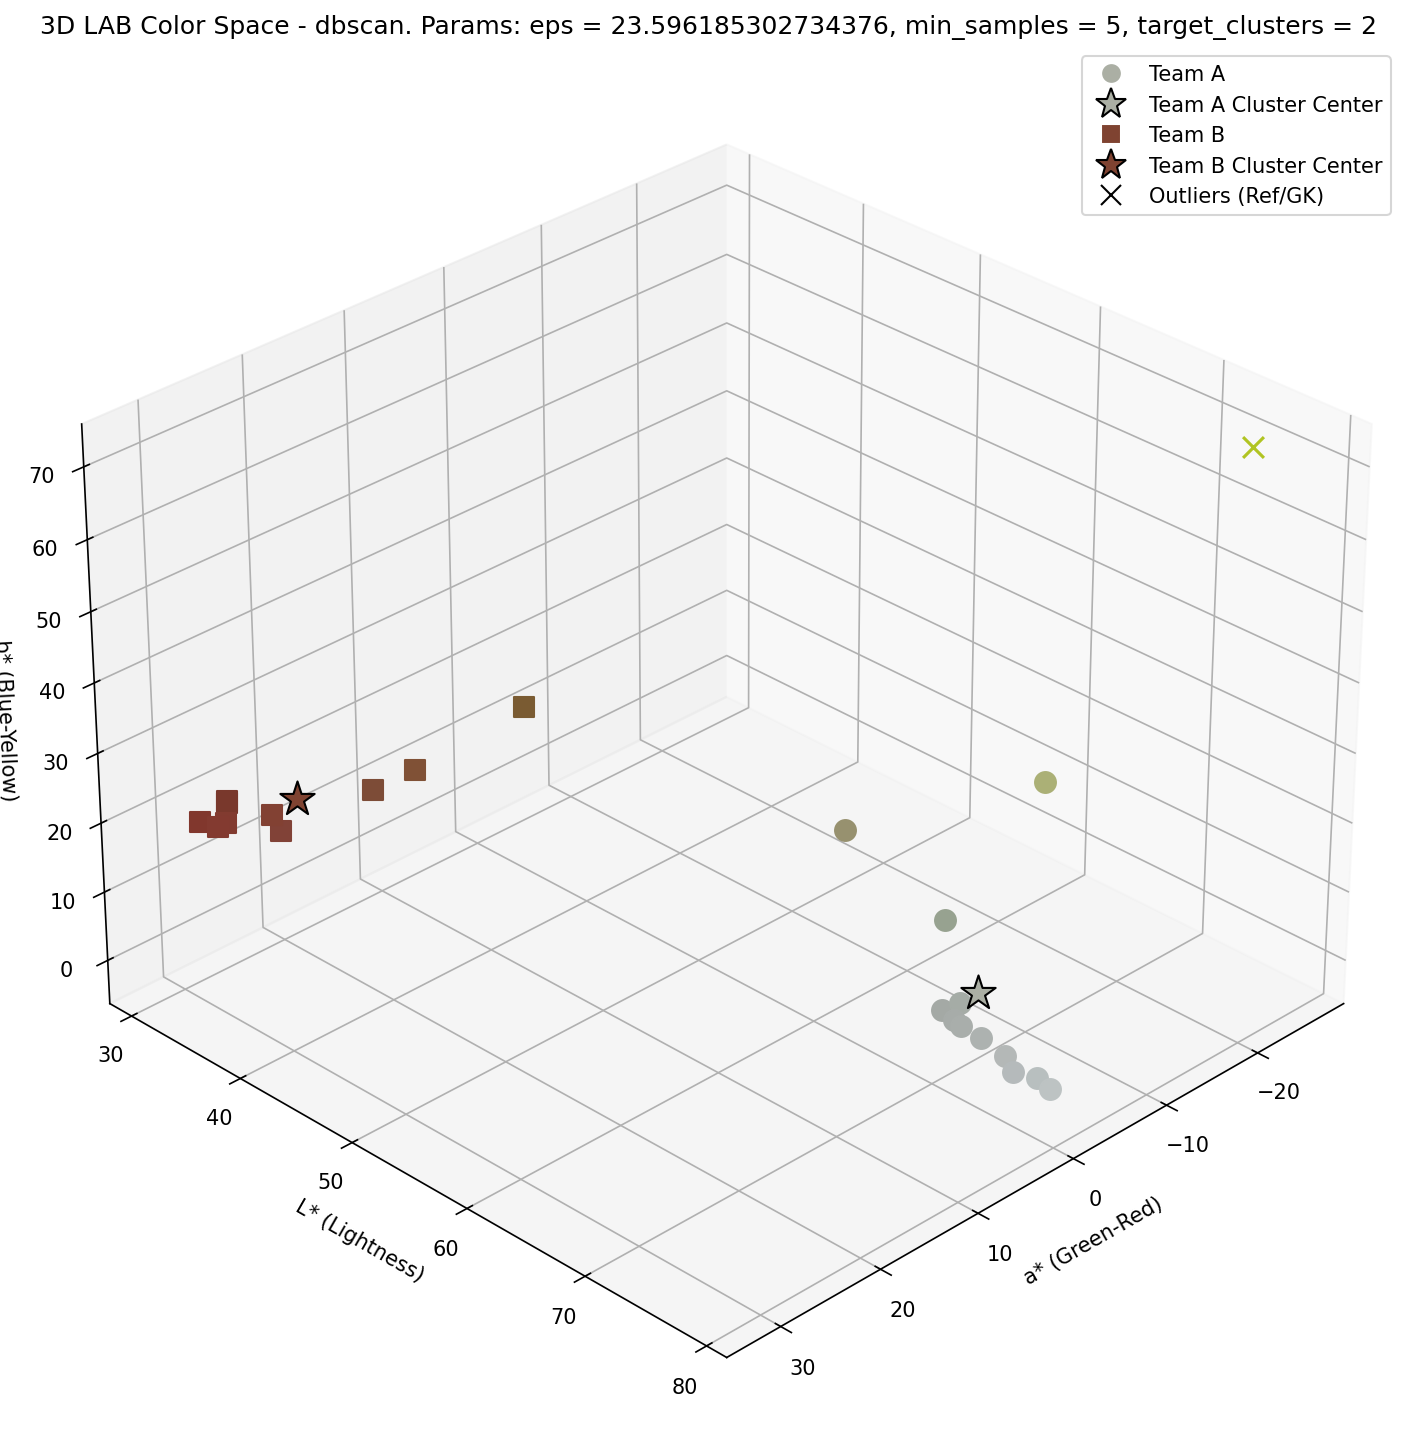 3D LAB Color Space - dbscan. Params: eps = 23.596185302734376, min_samples = 5, target_clusters = 2
Team A
Team A Cluster Center
Team B
Team B Cluster Center
Outliers (Ref/GK)
70
60
50
40
30
20
10
0
b* (Blue-Yellow)
30
40
50
60
70
80
L* (Lightness)
−20
−10
0
10
20
30
a* (Green-Red)